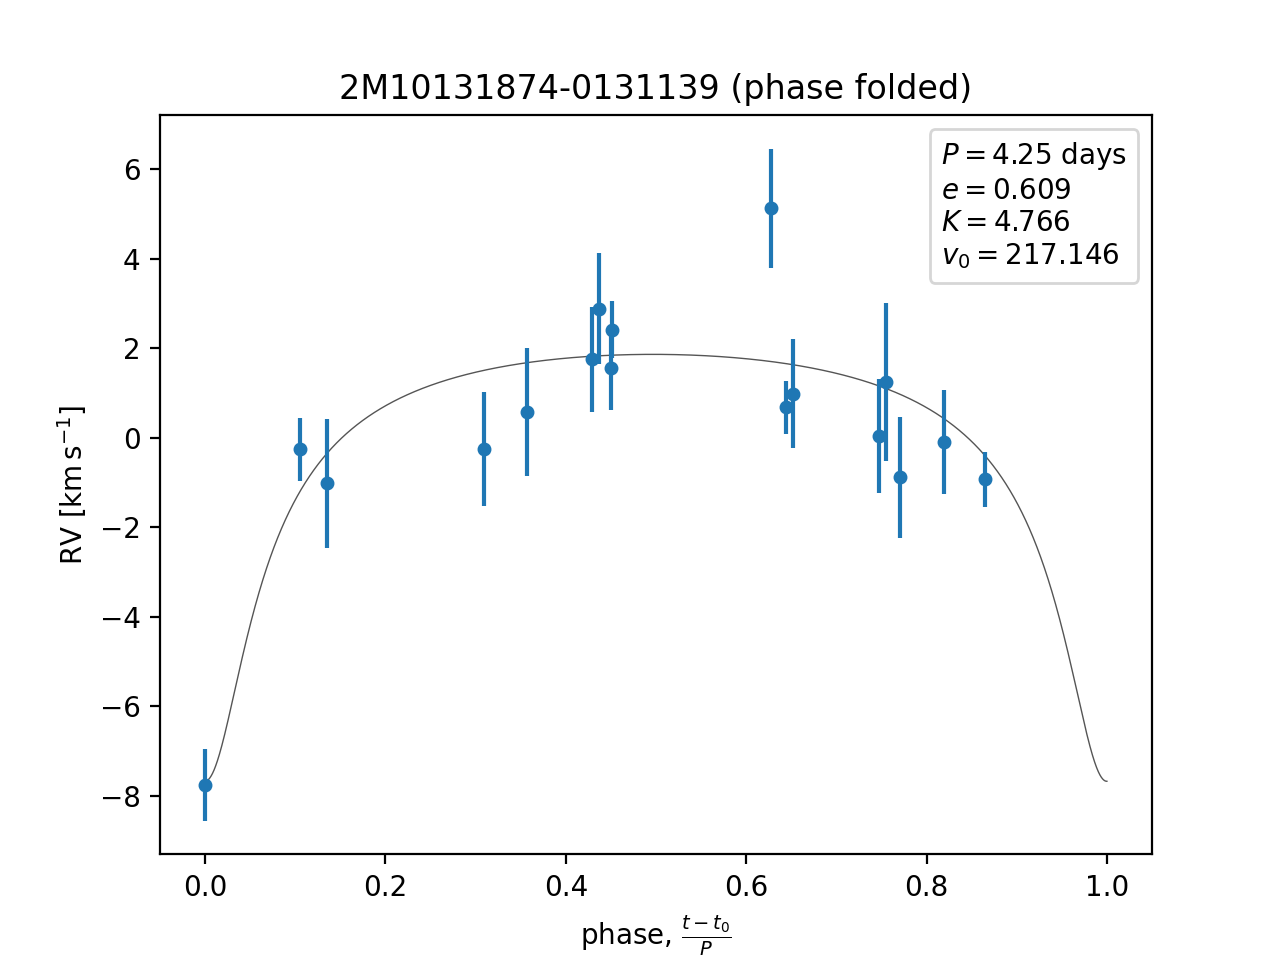 2M10131874-0131139 (phase folded)
P = 4.25 days
e = 0.609
K = 4.766
v₀ = 217.146
6
4
2
0
−2
−4
−6
−8
RV [km s⁻¹]
0.0 0.2 0.4 0.6 0.8 1.0
phase, (t − t₀)/P